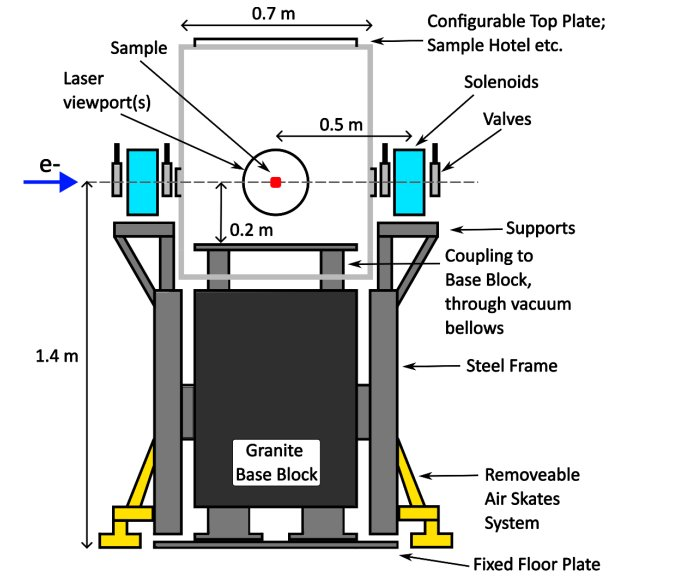 0.7 m
Configurable Top Plate;
Sample Hotel etc.
Sample
Laser
viewport(s)
Solenoids
0.5 m
Valves
e-
0.2 m
Supports
Coupling to
Base Block,
through vacuum
bellows
1.4 m
Steel Frame
Granite
Base Block
Removeable
Air Skates
System
Fixed Floor Plate